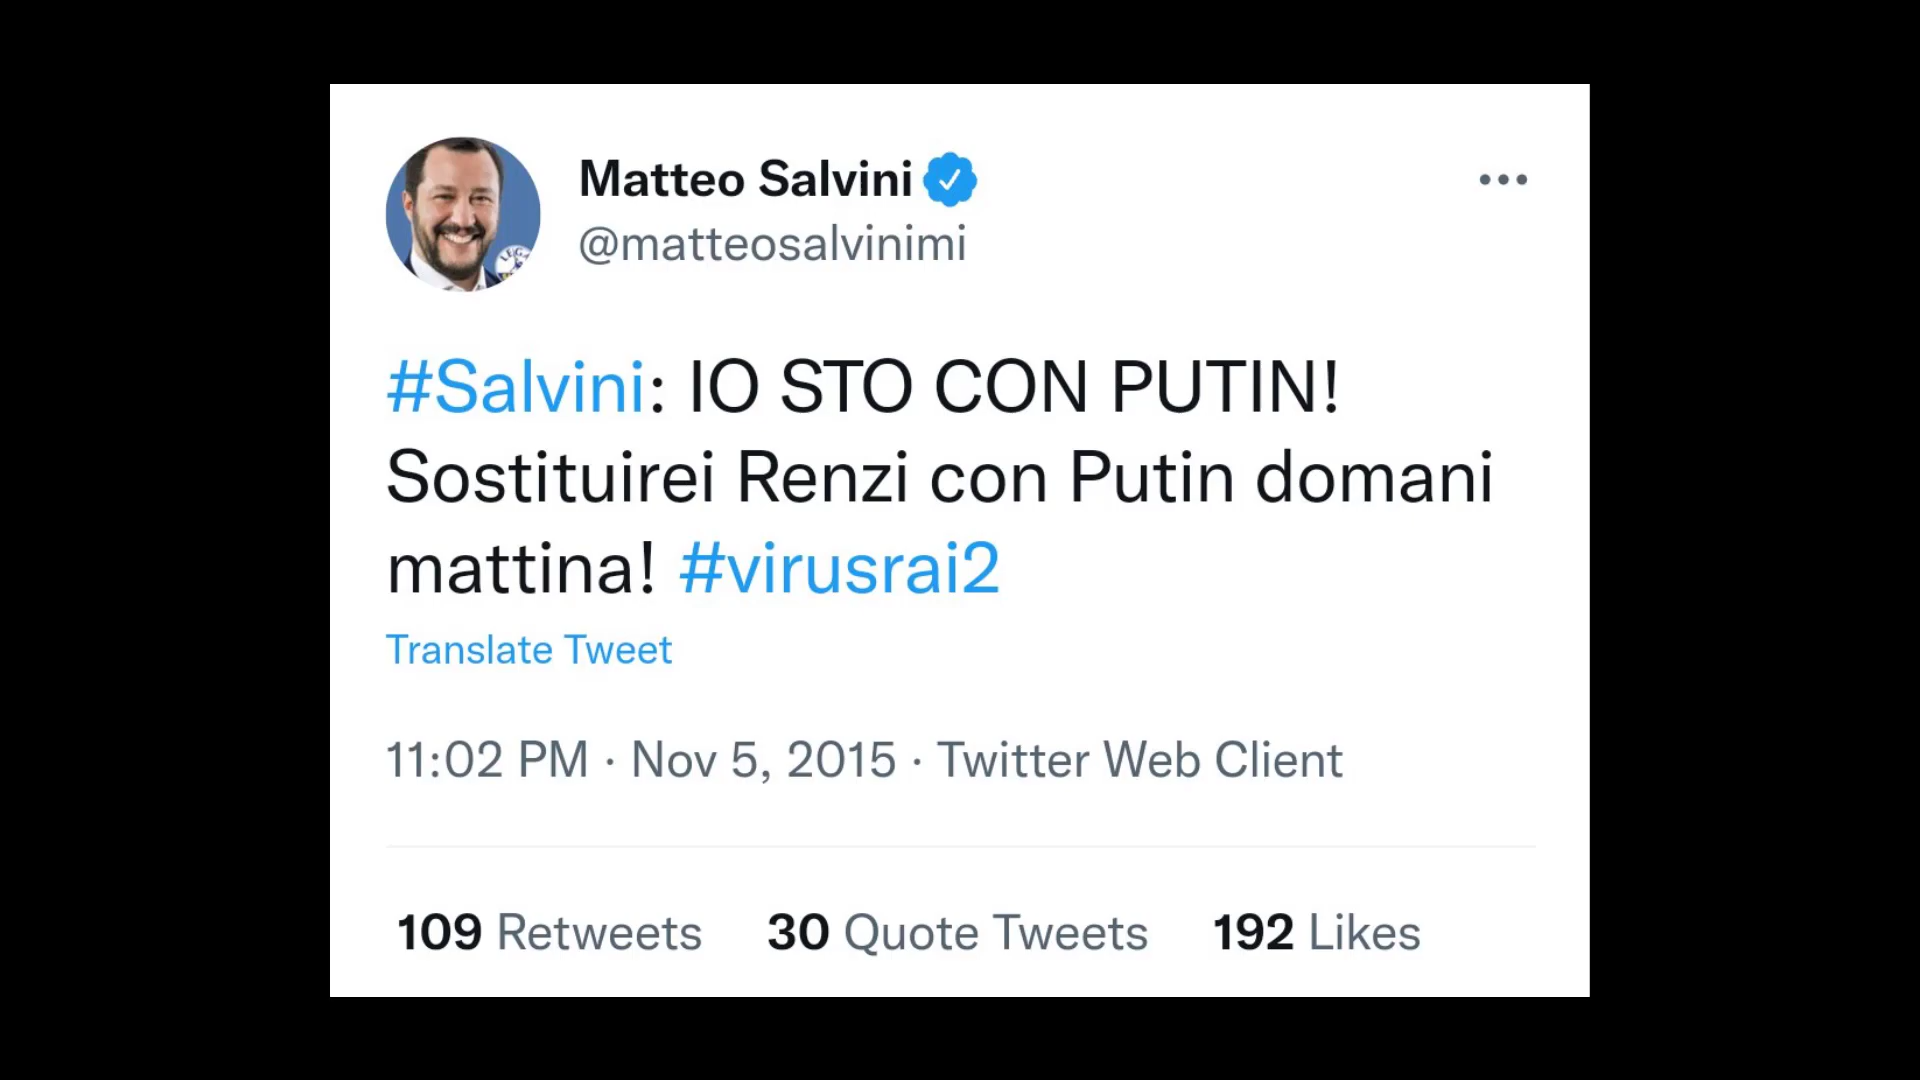 Matteo Salvini
@matteosalvinimi
LEGA
#Salvini: IO STO CON PUTIN!
Sostituirei Renzi con Putin domani
mattina! #virusrai2
Translate Tweet
11:02 PM · Nov 5, 2015 · Twitter Web Client
109 Retweets 30 Quote Tweets 192 Likes